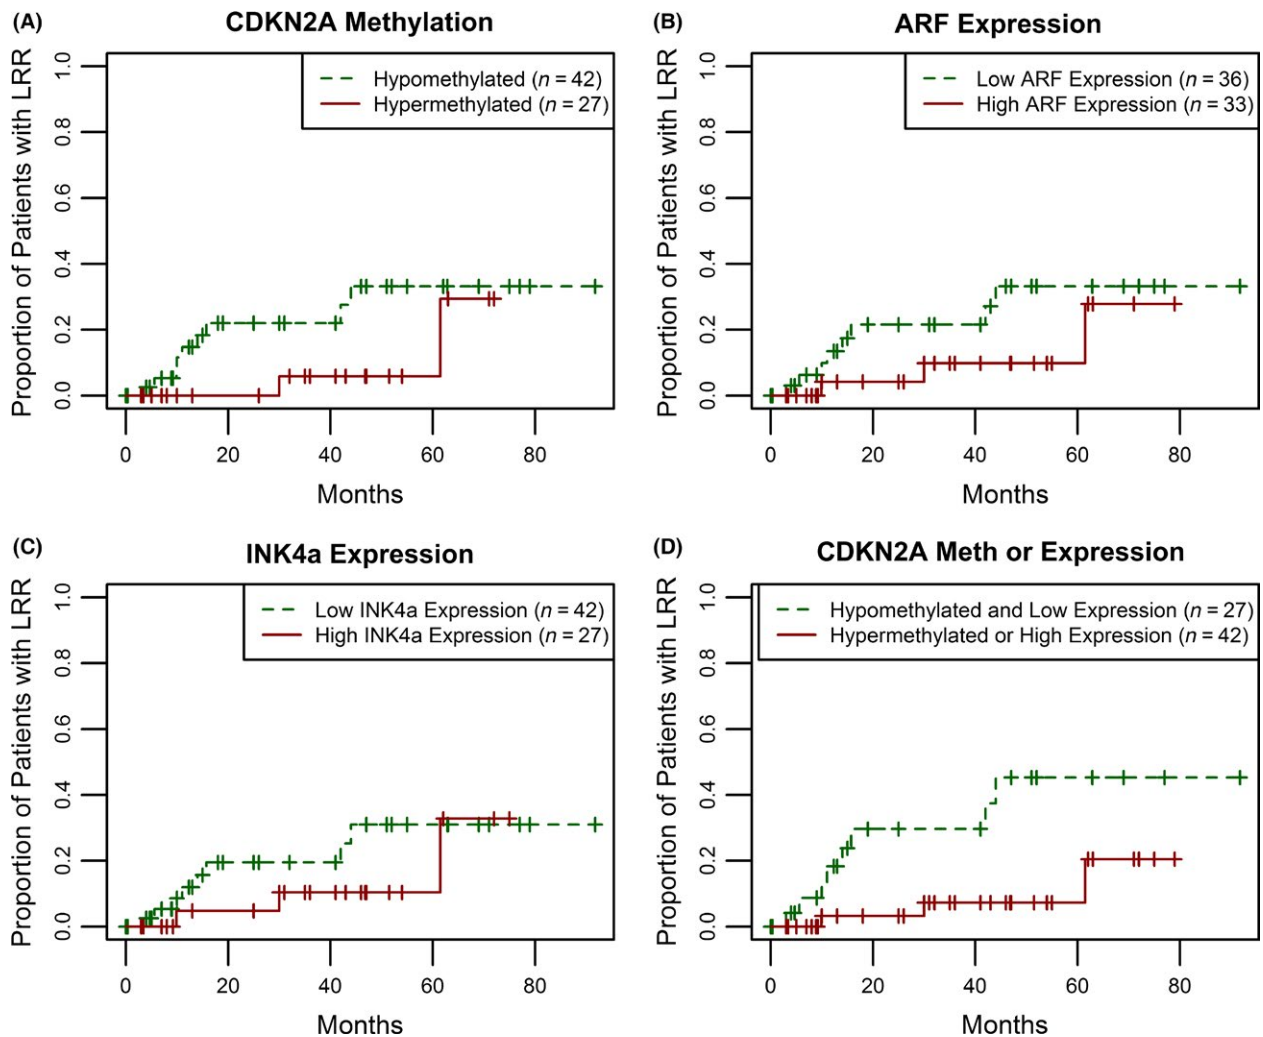 (A) CDKN2A Methylation
Proportion of Patients with LRR
1.0
0.8
0.6
0.4
0.2
0.0
Hypomethylated (n = 42)
Hypermethylated (n = 27)
0 20 40 60 80
Months
(B) ARF Expression
Proportion of Patients with LRR
1.0
0.8
0.6
0.4
0.2
0.0
Low ARF Expression (n = 36)
High ARF Expression (n = 33)
0 20 40 60 80
Months
(C) INK4a Expression
Proportion of Patients with LRR
1.0
0.8
0.6
0.4
0.2
0.0
Low INK4a Expression (n = 42)
High INK4a Expression (n = 27)
0 20 40 60 80
Months
(D) CDKN2A Meth or Expression
Proportion of Patients with LRR
1.0
0.8
0.6
0.4
0.2
0.0
Hypomethylated and Low Expression (n = 27)
Hypermethylated or High Expression (n = 42)
0 20 40 60 80
Months